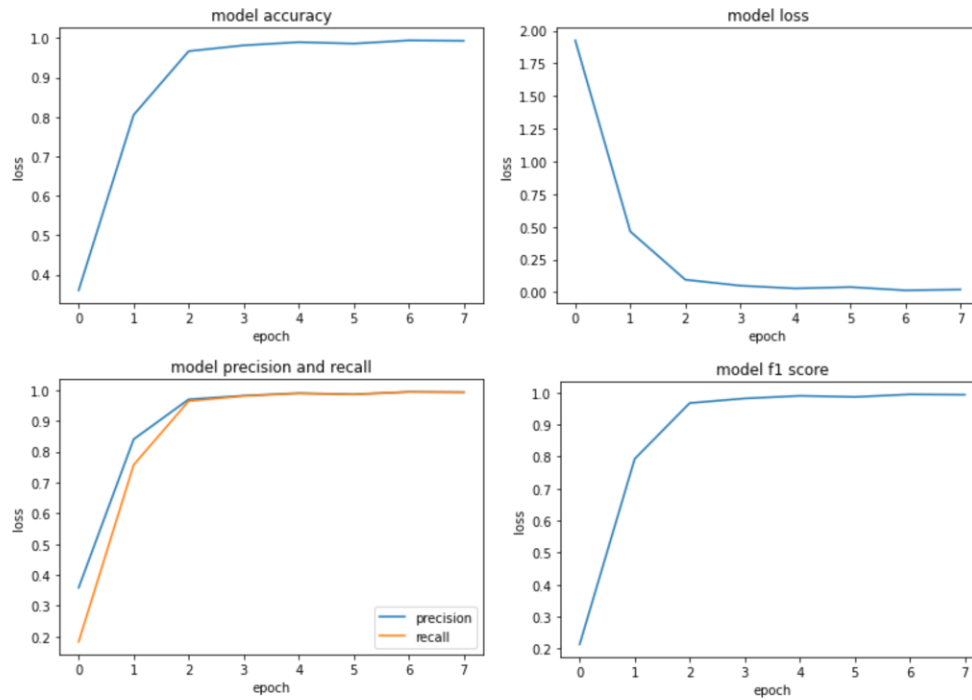 model accuracy
1.0
0.9
0.8
0.7
0.6
0.5
0.4
loss
0 1 2 3 4 5 6 7
epoch
model loss
2.00
1.75
1.50
1.25
1.00
0.75
0.50
0.25
0.00
loss
0 1 2 3 4 5 6 7
epoch
model precision and recall
1.0
0.9
0.8
0.7
0.6
0.5
0.4
0.3
0.2
loss
precision
recall
0 1 2 3 4 5 6 7
epoch
model f1 score
1.0
0.9
0.8
0.7
0.6
0.5
0.4
0.3
0.2
loss
0 1 2 3 4 5 6 7
epoch